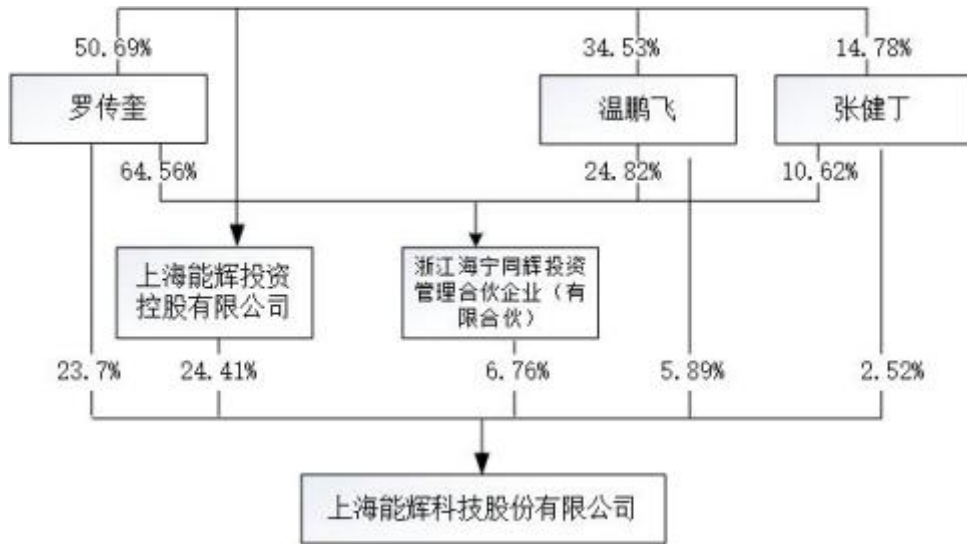 50.69%
34.53%
14.78%
罗传奎
温鹏飞
张健丁
64.56%
24.82%
10.62%
上海能辉投资
控股有限公司
浙江海宁同辉投资
管理合伙企业（有
限合伙）
23.7%
24.41%
6.76%
5.89%
2.52%
上海能辉科技股份有限公司